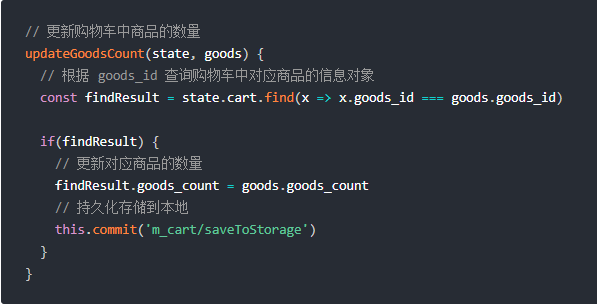 // 更新购物车中商品的数量
updateGoodsCount(state, goods) {
  // 根据 goods_id 查询购物车中对应商品的信息对象
  const findResult = state.cart.find(x => x.goods_id === goods.goods_id)

  if(findResult) {
    // 更新对应商品的数量
    findResult.goods_count = goods.goods_count
    // 持久化存储到本地
    this.commit('m_cart/saveToStorage')
  }
}